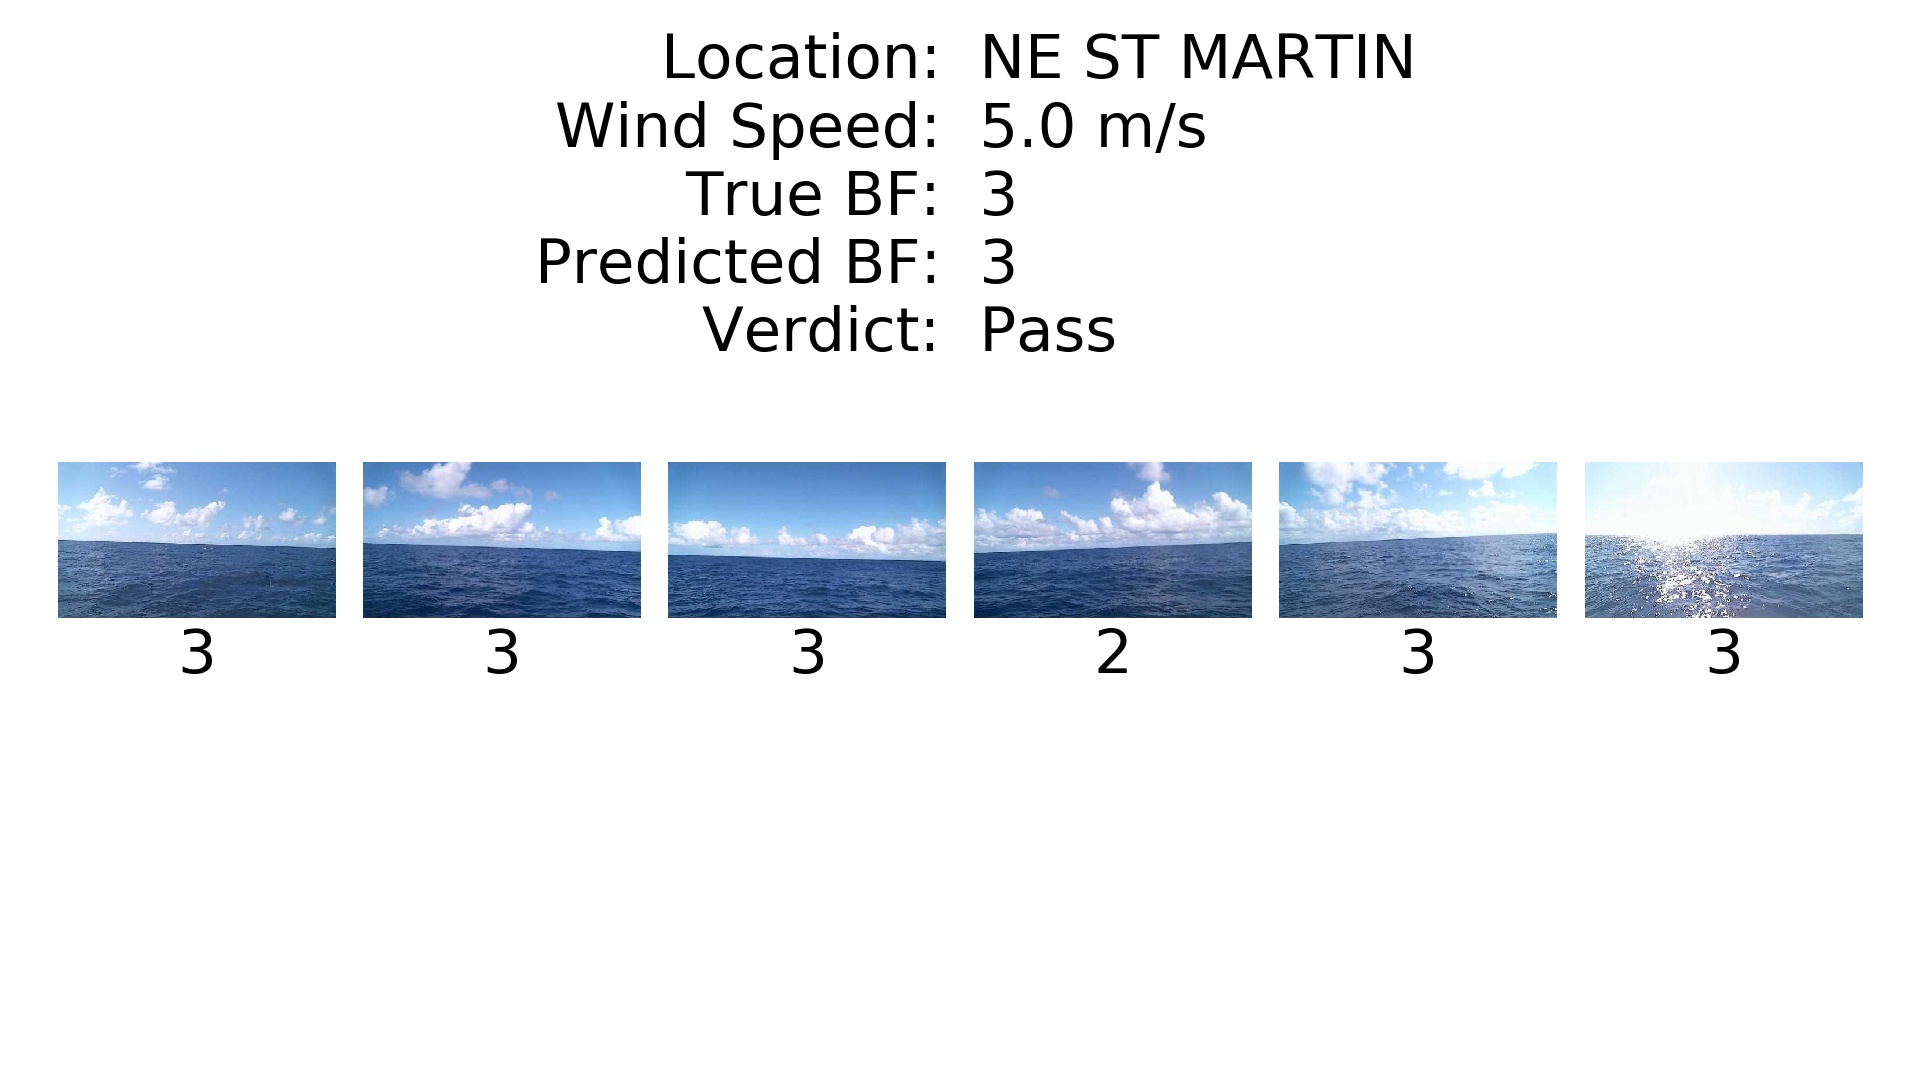 Location: NE ST MARTIN
Wind Speed: 5.0 m/s
True BF: 3
Predicted BF: 3
Verdict: Pass
3 3 3 2 3 3